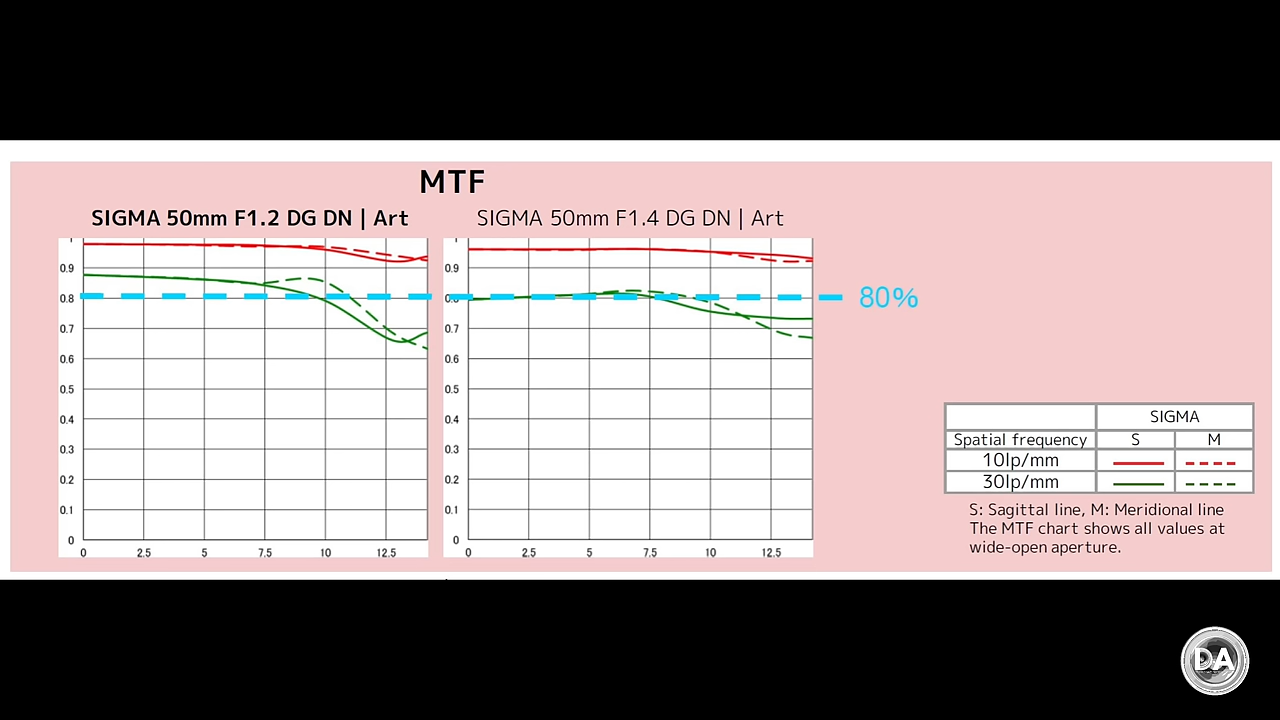 MTF
SIGMA 50mm F1.2 DG DN | Art
SIGMA 50mm F1.4 DG DN | Art
0.9
0.8
0.7
0.6
0.5
0.4
0.3
0.2
0.1
0
0 2.5 5 7.5 10 12.5
0.9
0.8
0.7
0.6
0.5
0.4
0.3
0.2
0.1
0
0 2.5 5 7.5 10 12.5
80%
SIGMA
Spatial frequency S M
10lp/mm
30lp/mm
S: Sagittal line, M: Meridional line
The MTF chart shows all values at
wide-open aperture.
DA